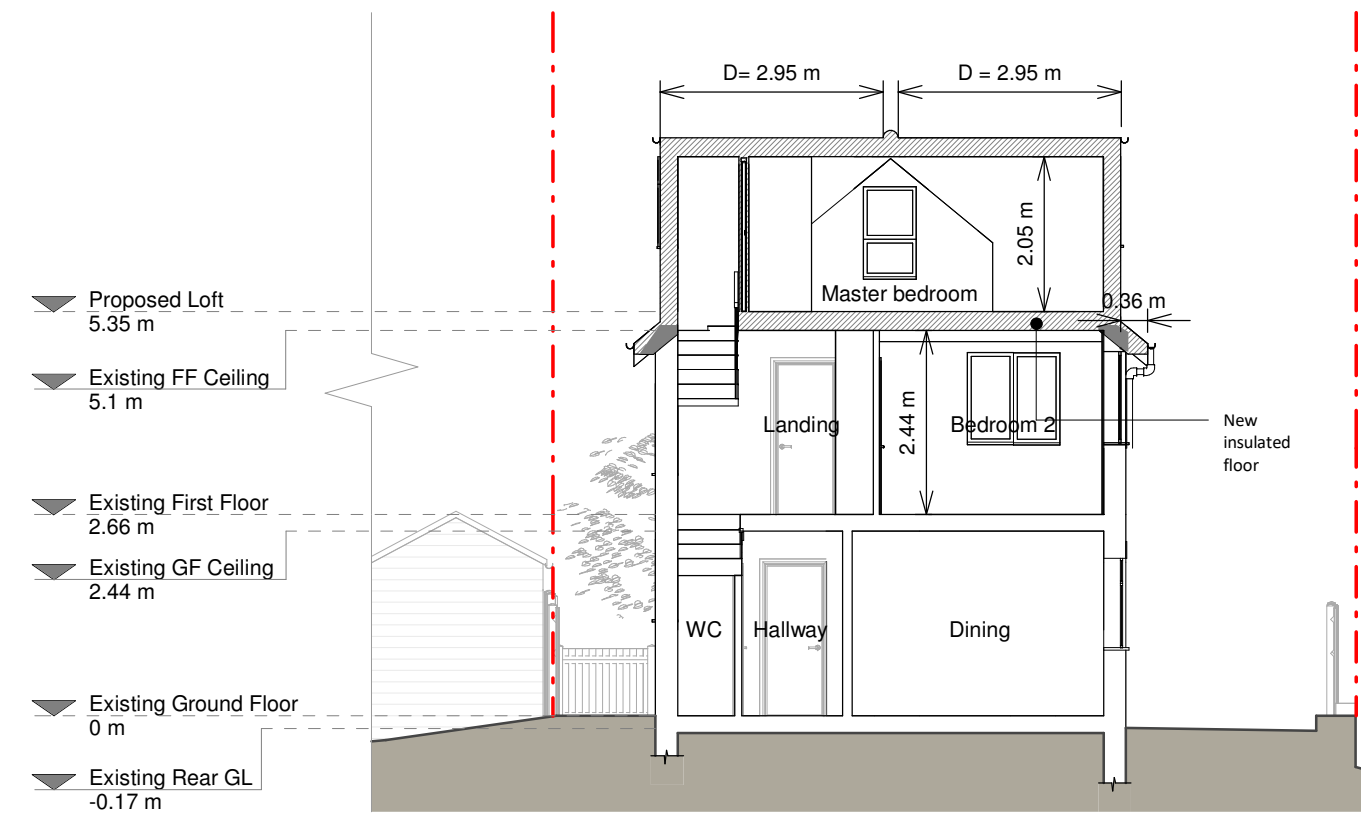 D= 2.95 m
D = 2.95 m
2.05 m
Master bedroom
0.36 m
Proposed Loft
5.35 m
Existing FF Ceiling
5.1 m
Landing
2.44 m
Bedroom 2
New
insulated
floor
Existing First Floor
2.66 m
Existing GF Ceiling
2.44 m
WC
Hallway
Dining
Existing Ground Floor
0 m
Existing Rear GL
-0.17 m